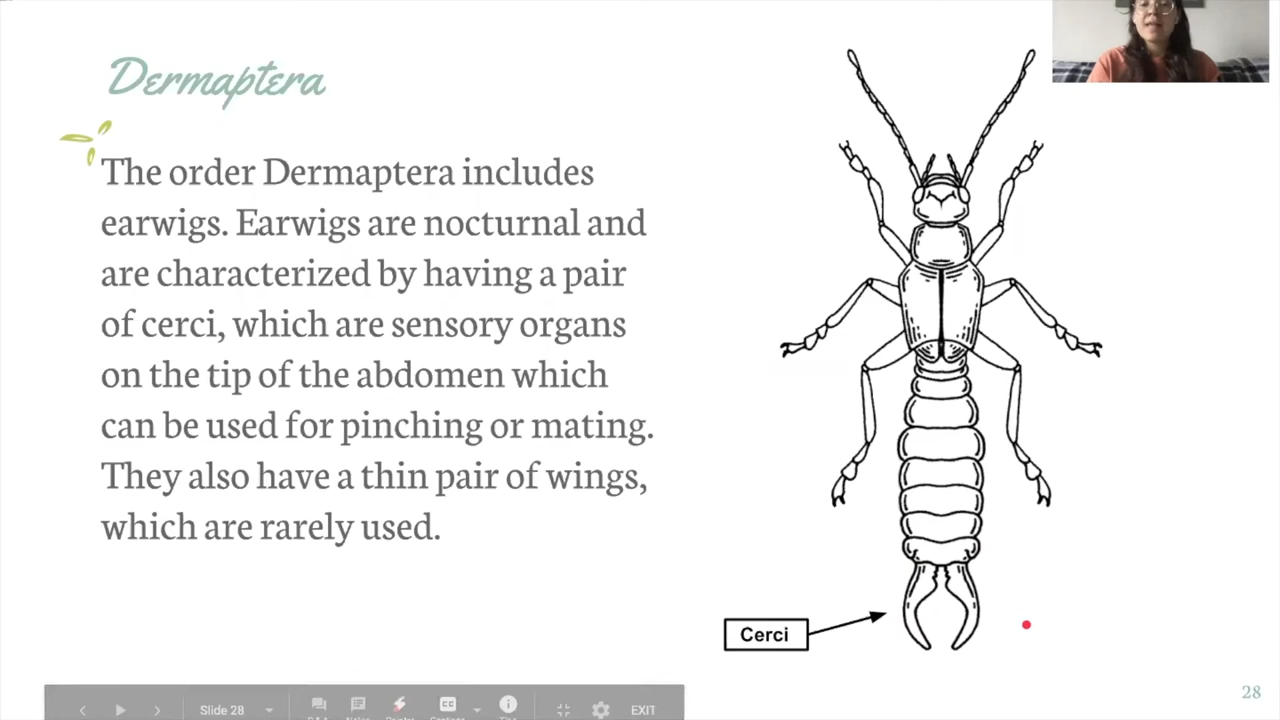 Dermaptera
The order Dermaptera includes
earwigs. Earwigs are nocturnal and
are characterized by having a pair
of cerci, which are sensory organs
on the tip of the abdomen which
can be used for pinching or mating.
They also have a thin pair of wings,
which are rarely used.
Cerci
28
Slide 28
CC
EXIT